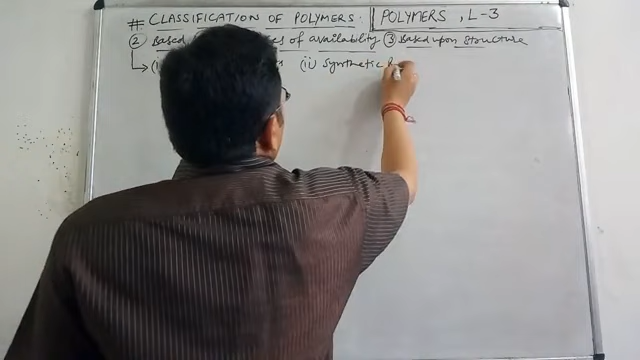 # CLASSIFICATION OF POLYMERS. POLYMERS, L-3
② Based es of availability ③ Based upon Structure
(i) (ii) Synthetic